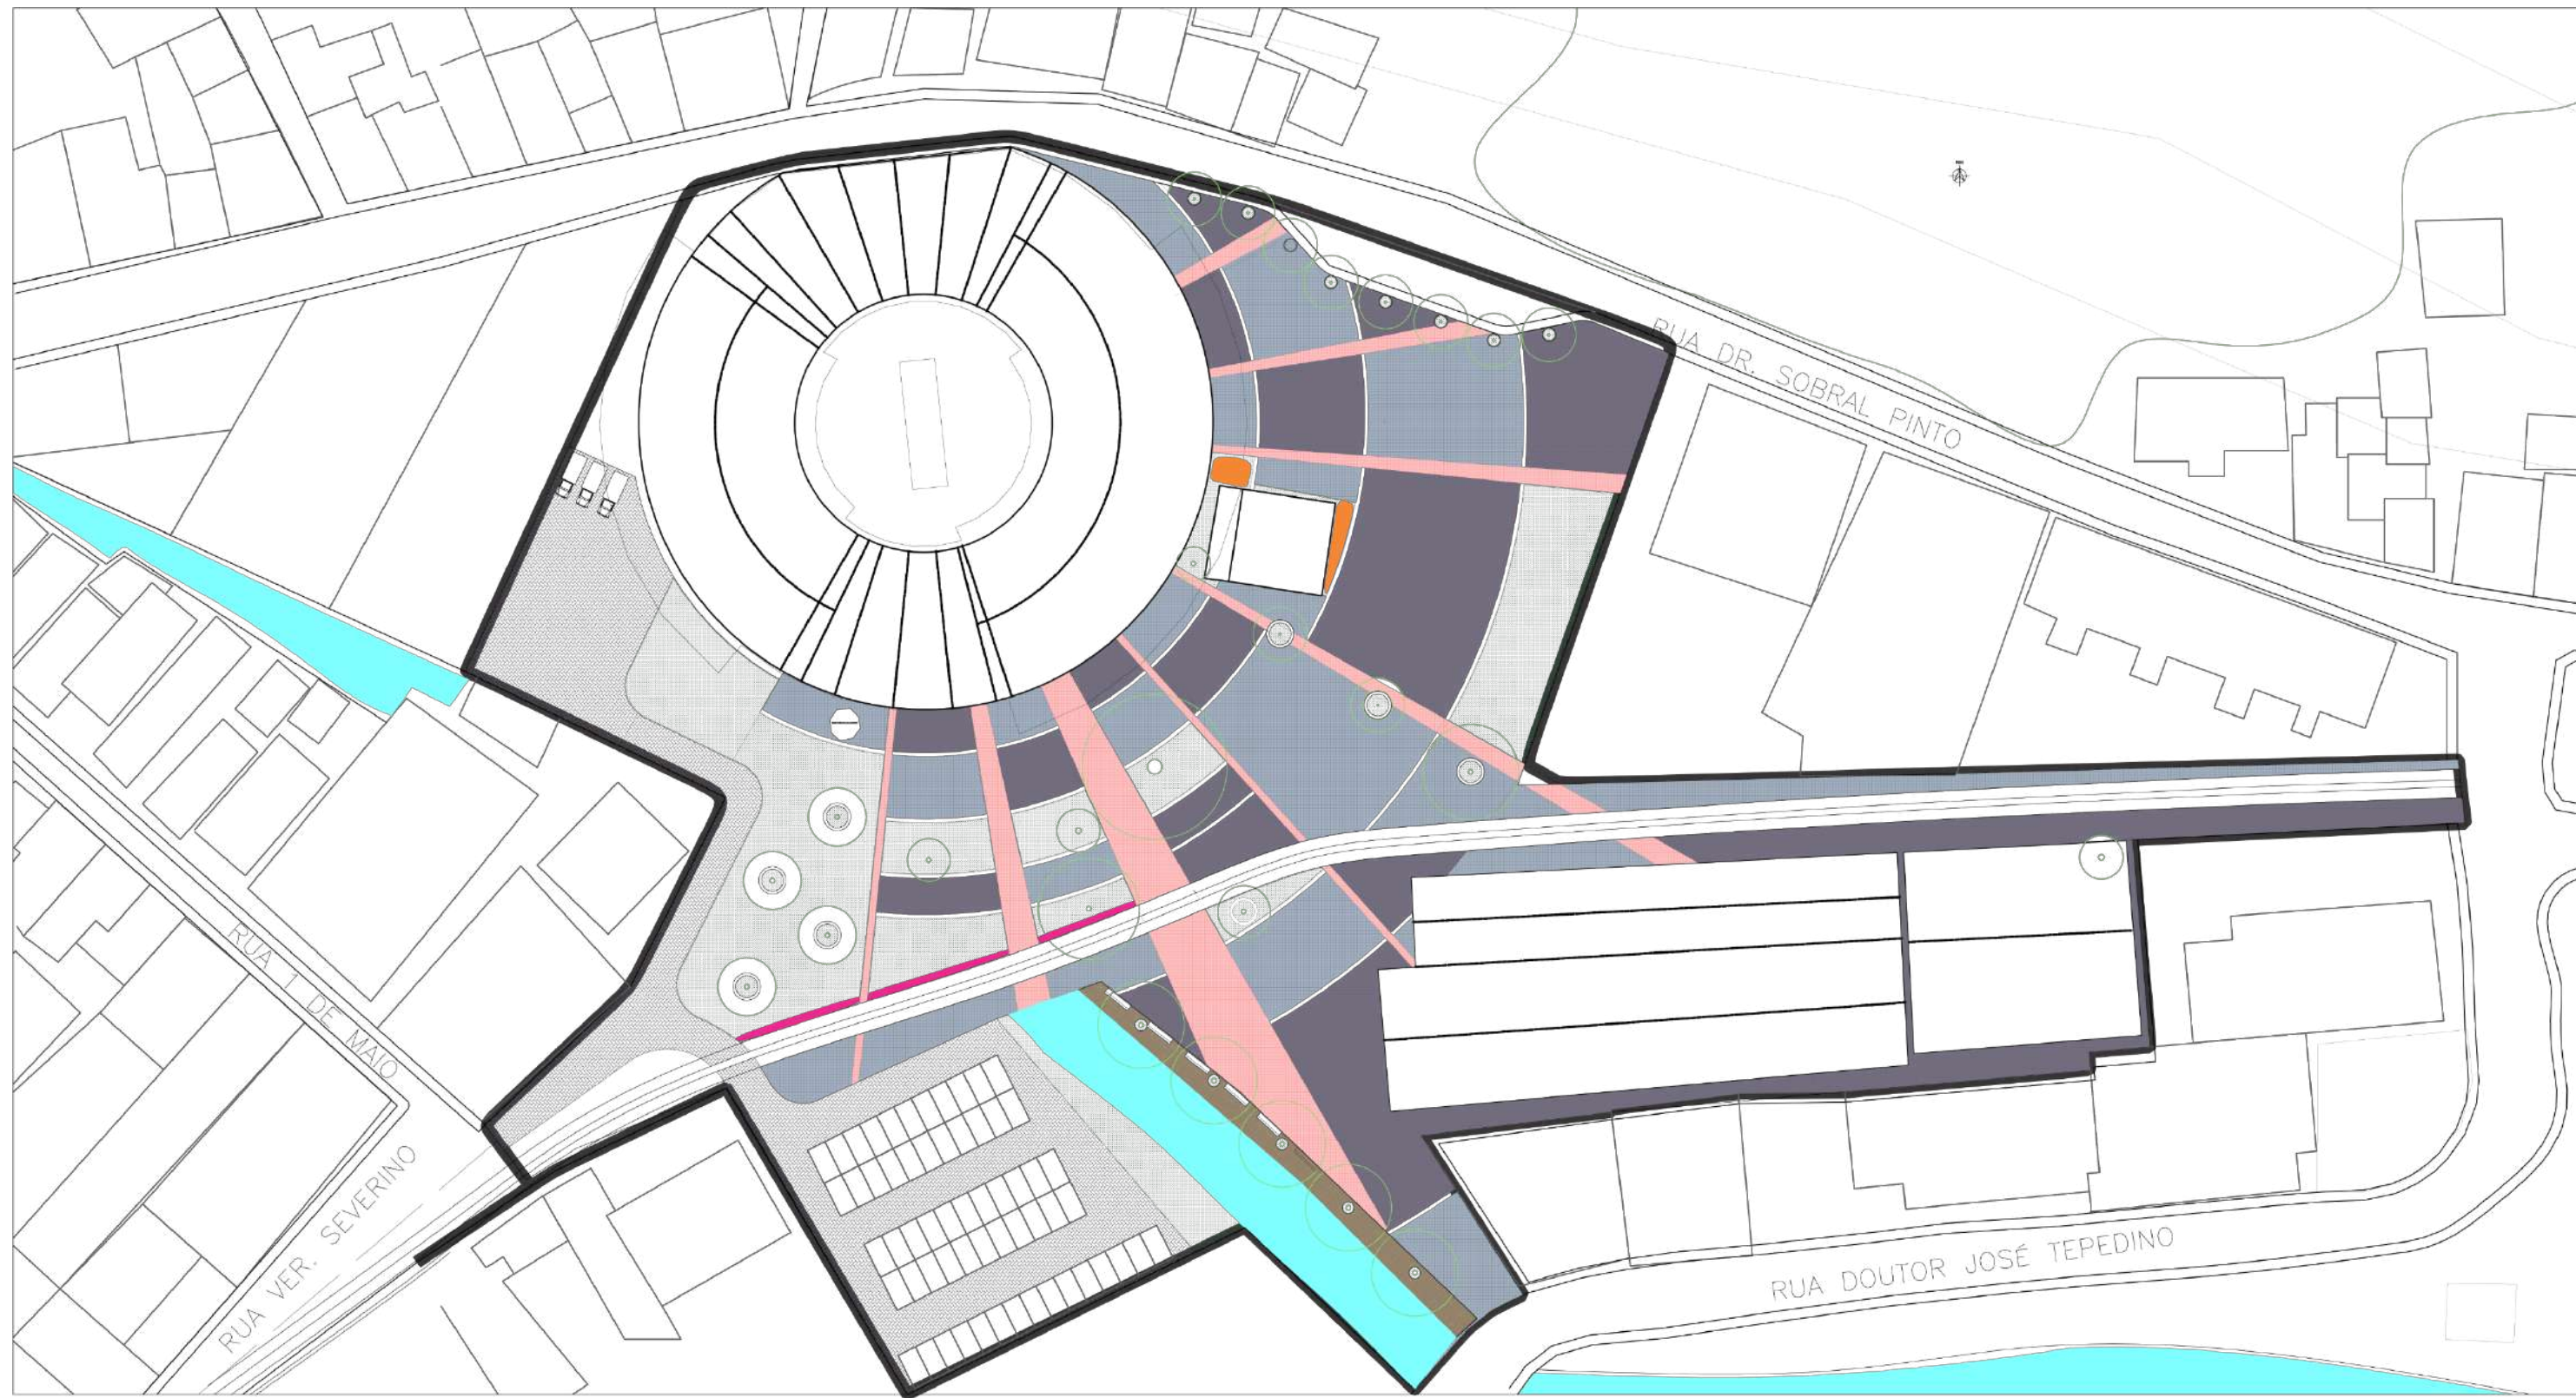 RUA DR. SOBRAL PINTO
RUA 1 DE MAIO
RUA VER. SEVERINO
RUA DOUTOR JOSÉ TEPEDINO